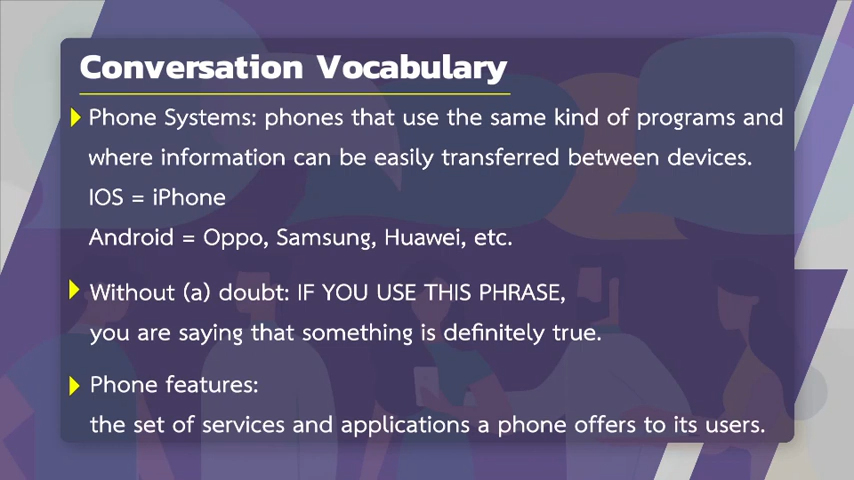 Conversation Vocabulary
Phone Systems: phones that use the same kind of programs and
where information can be easily transferred between devices.
IOS = iPhone
Android = Oppo, Samsung, Huawei, etc.
Without (a) doubt: IF YOU USE THIS PHRASE,
you are saying that something is definitely true.
Phone features:
the set of services and applications a phone offers to its users.